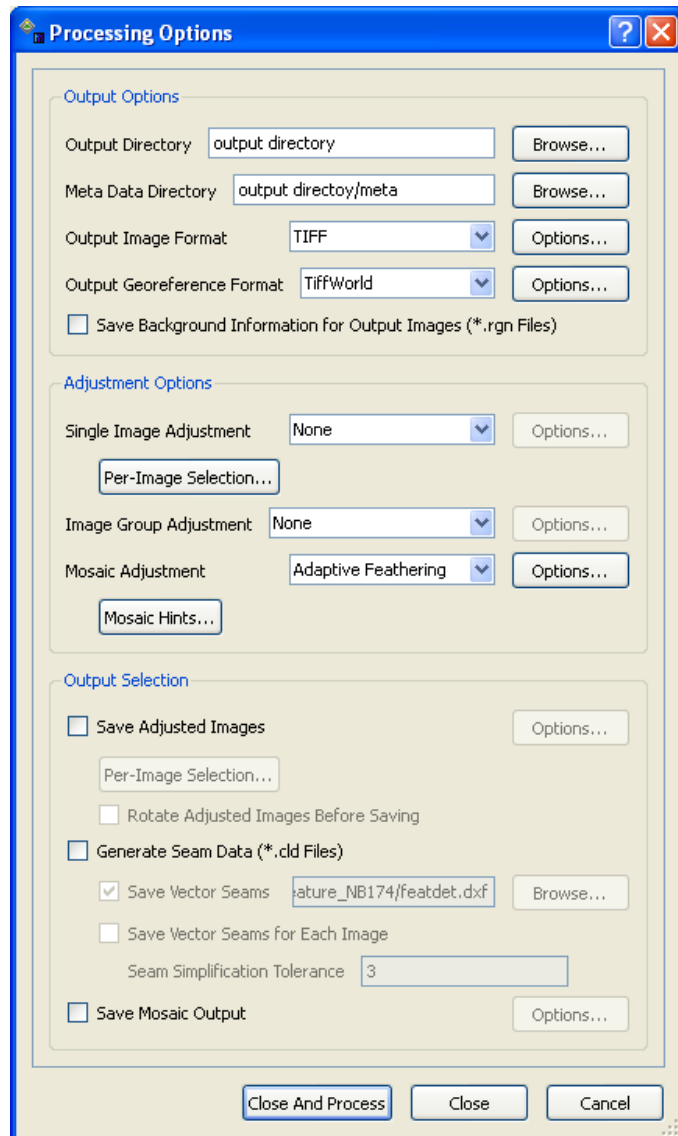 Processing Options
Output Options
Output Directory output directory Browse...
Meta Data Directory output directoy/meta Browse...
Output Image Format TIFF Options...
Output Georeference Format TiffWorld Options...
Save Background Information for Output Images (*.rgn Files)
Adjustment Options
Single Image Adjustment None Options...
Per-Image Selection...
Image Group Adjustment None Options...
Mosaic Adjustment Adaptive Feathering Options...
Mosaic Hints...
Output Selection
Save Adjusted Images Options...
Per-Image Selection...
Rotate Adjusted Images Before Saving
Generate Seam Data (*.cld Files)
Save Vector Seams eature_NB174/featdet.dxf Browse...
Save Vector Seams for Each Image
Seam Simplification Tolerance 3
Save Mosaic Output Options...
Close And Process Close Cancel